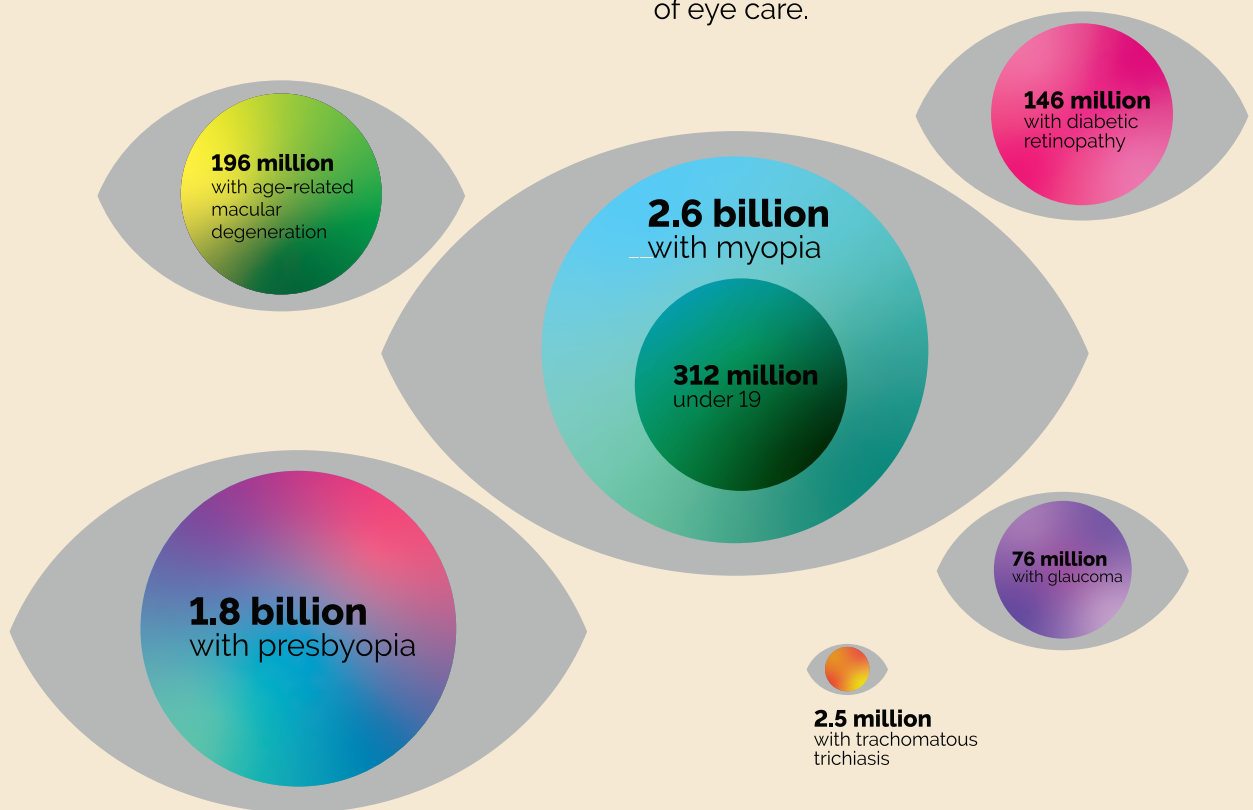 of eye care.
146 million
with diabetic
retinopathy
196 million
with age-related
macular
degeneration
2.6 billion
with myopia
312 million
under 19
76 million
with glaucoma
1.8 billion
with presbyopia
2.5 million
with trachomatous
trichiasis